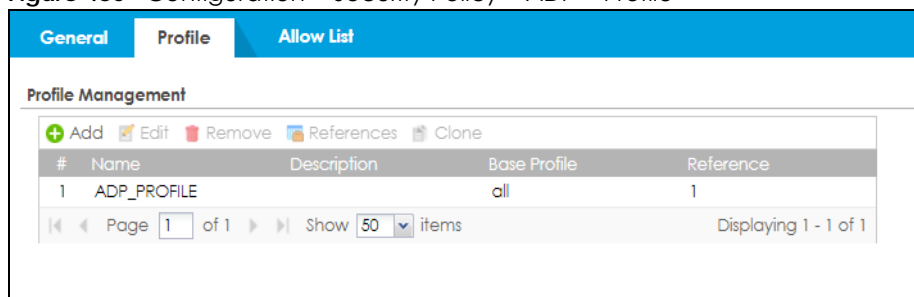 General Profile Allow List
Profile Management
Add Edit Remove References Clone
# Name Description Base Profile Reference
1 ADP_PROFILE all 1
Page 1 of 1 Show 50 items Displaying 1 - 1 of 1